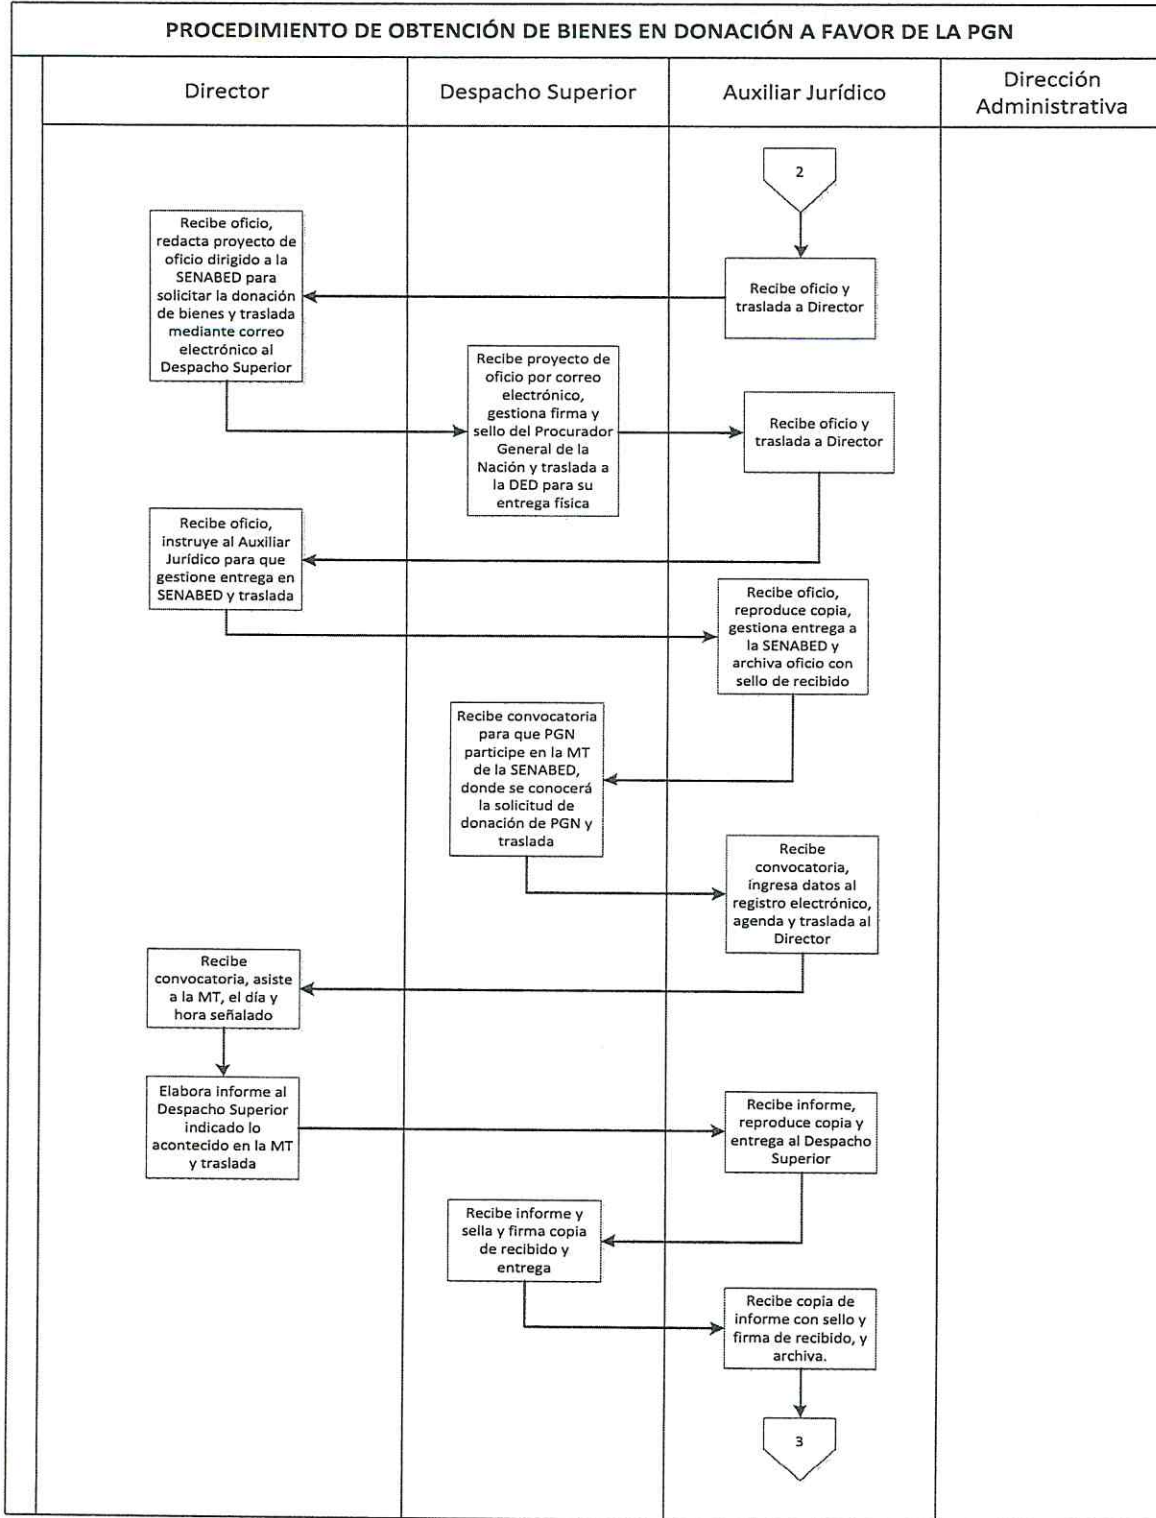 PROCEDIMIENTO DE OBTENCIÓN DE BIENES EN DONACIÓN A FAVOR DE LA PGN
Director
Despacho Superior
Auxiliar Jurídico
Dirección
Administrativa
2
Recibe oficio y
traslada a Director
Recibe oficio,
redacta proyecto de
oficio dirigido a la
SENABED para
solicitar la donación
de bienes y traslada
mediante correo
electrónico al
Despacho Superior
Recibe proyecto de
oficio por correo
electrónico,
gestiona firma y
sello del Procurador
General de la
Nación y traslada a
la DED para su
entrega física
Recibe oficio y
traslada a Director
Recibe oficio,
instruye al Auxiliar
Jurídico para que
gestione entrega en
SENABED y traslada
Recibe oficio,
reproduce copia,
gestiona entrega a
la SENABED y
archiva oficio con
sello de recibido
Recibe convocatoria
para que PGN
participe en la MT
de la SENABED,
donde se conocerá
la solicitud de
donación de PGN y
traslada
Recibe
convocatoria,
ingresa datos al
registro electrónico,
agenda y traslada al
Director
Recibe
convocatoria, asiste
a la MT, el día y
hora señalado
Elabora informe al
Despacho Superior
indicado lo
acontecido en la MT
y traslada
Recibe informe,
reproduce copia y
entrega al Despacho
Superior
Recibe informe y
sella y firma copia
de recibido y
entrega
Recibe copia de
informe con sello y
firma de recibido, y
archiva.
3